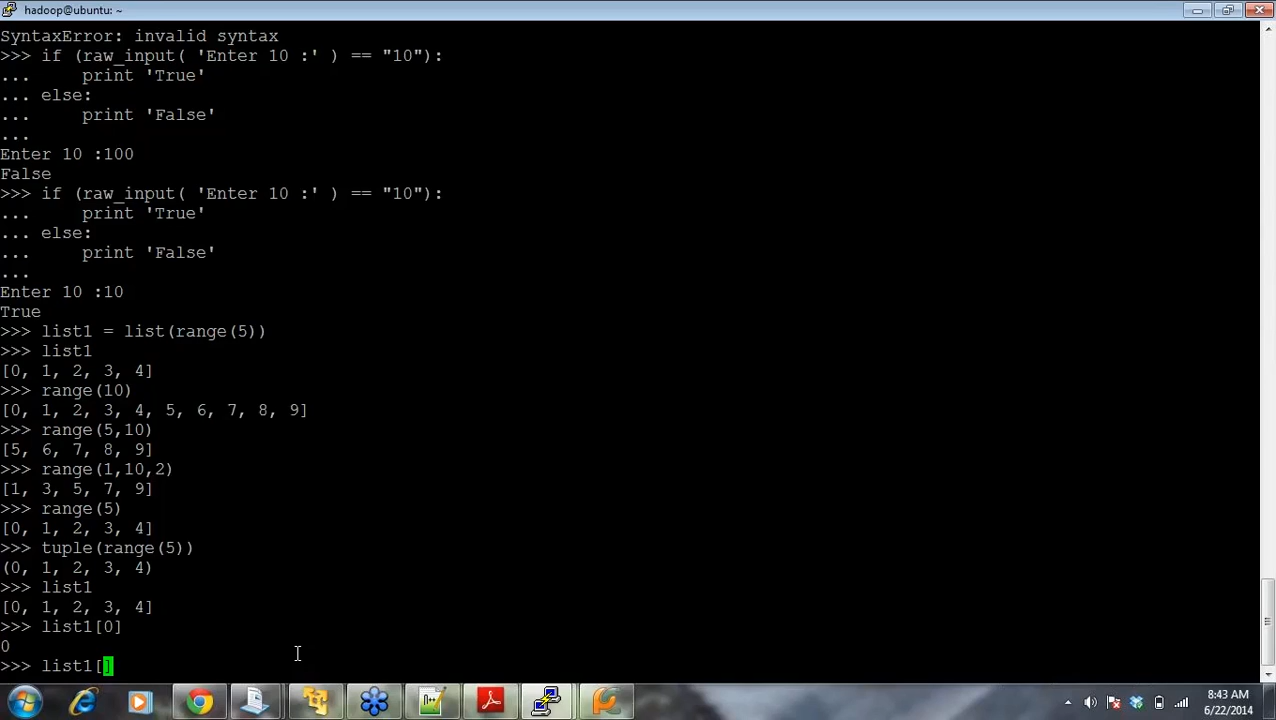 hadoop@ubuntu: ~
SyntaxError: invalid syntax
>>> if (raw_input( 'Enter 10 :' ) == "10"):
...     print 'True'
... else:
...     print 'False'
...
Enter 10 :100
False
>>> if (raw_input( 'Enter 10 :' ) == "10"):
...     print 'True'
... else:
...     print 'False'
...
Enter 10 :10
True
>>> list1 = list(range(5))
>>> list1
[0, 1, 2, 3, 4]
>>> range(10)
[0, 1, 2, 3, 4, 5, 6, 7, 8, 9]
>>> range(5,10)
[5, 6, 7, 8, 9]
>>> range(1,10,2)
[1, 3, 5, 7, 9]
>>> range(5)
[0, 1, 2, 3, 4]
>>> tuple(range(5))
(0, 1, 2, 3, 4)
>>> list1
[0, 1, 2, 3, 4]
>>> list1[0]
0
>>> list1[]
8:43 AM
6/22/2014